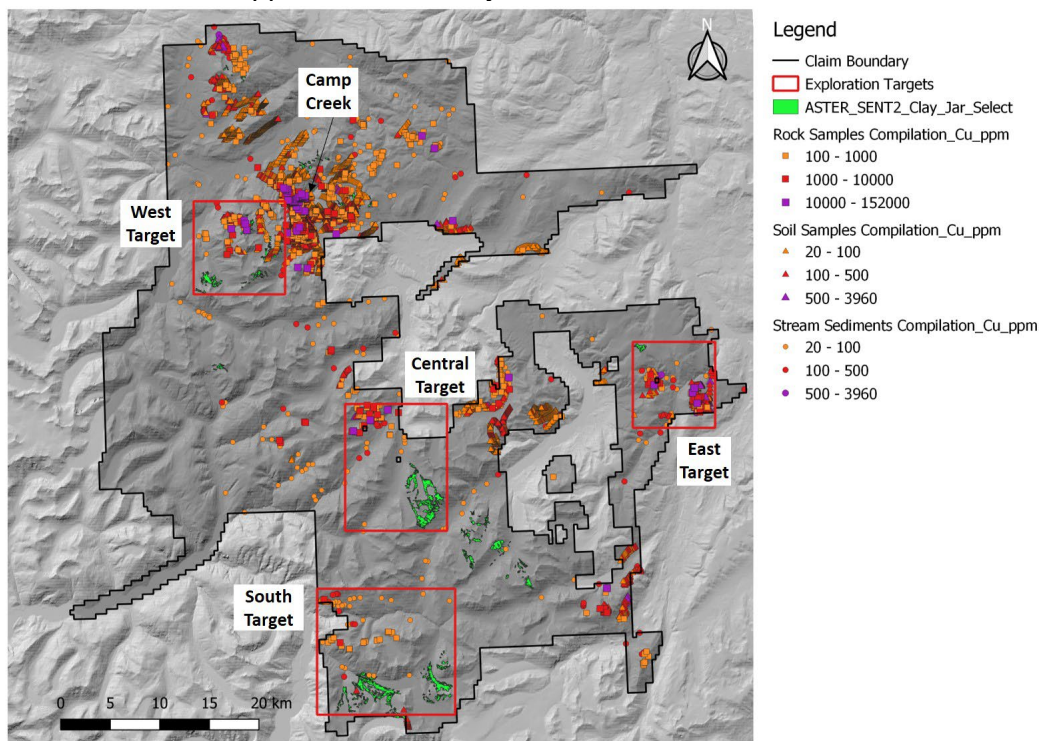 N
Camp
Creek
West
Target
Central
Target
East
Target
South
Target
0 5 10 15 20 km
Legend
Claim Boundary
Exploration Targets
ASTER_SENT2_Clay_Jar_Select
Rock Samples Compilation_Cu_ppm
100 - 1000
1000 - 10000
10000 - 152000
Soil Samples Compilation_Cu_ppm
20 - 100
100 - 500
500 - 3960
Stream Sediments Compilation_Cu_ppm
20 - 100
100 - 500
500 - 3960